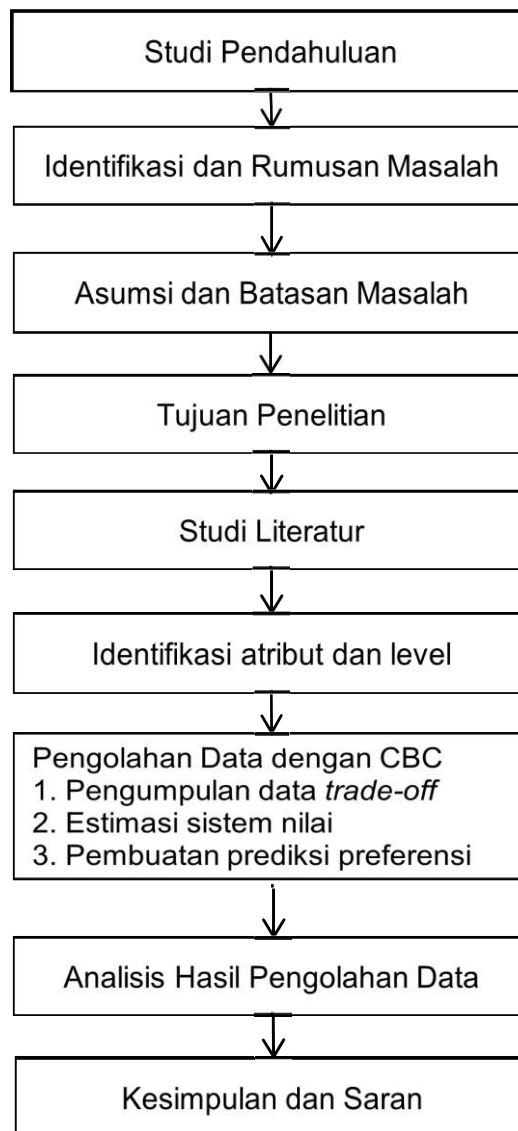 Studi Pendahuluan
Identifikasi dan Rumusan Masalah
Asumsi dan Batasan Masalah
Tujuan Penelitian
Studi Literatur
Identifikasi atribut dan level
Pengolahan Data dengan CBC
1. Pengumpulan data trade-off
2. Estimasi sistem nilai
3. Pembuatan prediksi preferensi
Analisis Hasil Pengolahan Data
Kesimpulan dan Saran